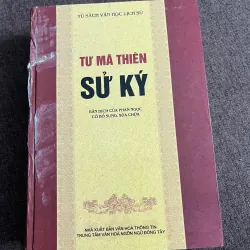 TỦ SÁCH VĂN HỌC LỊCH SỬ
TƯ MÃ THIÊN
SỬ KÝ
BẢN DỊCH CỦA PHAN NGỌC
CÓ BỔ SUNG, SỬA CHỮA
NHÀ XUẤT BẢN VĂN HÓA THÔNG TIN
TRUNG TÂM VĂN HÓA NGÔN NGỮ ĐÔNG TÂY